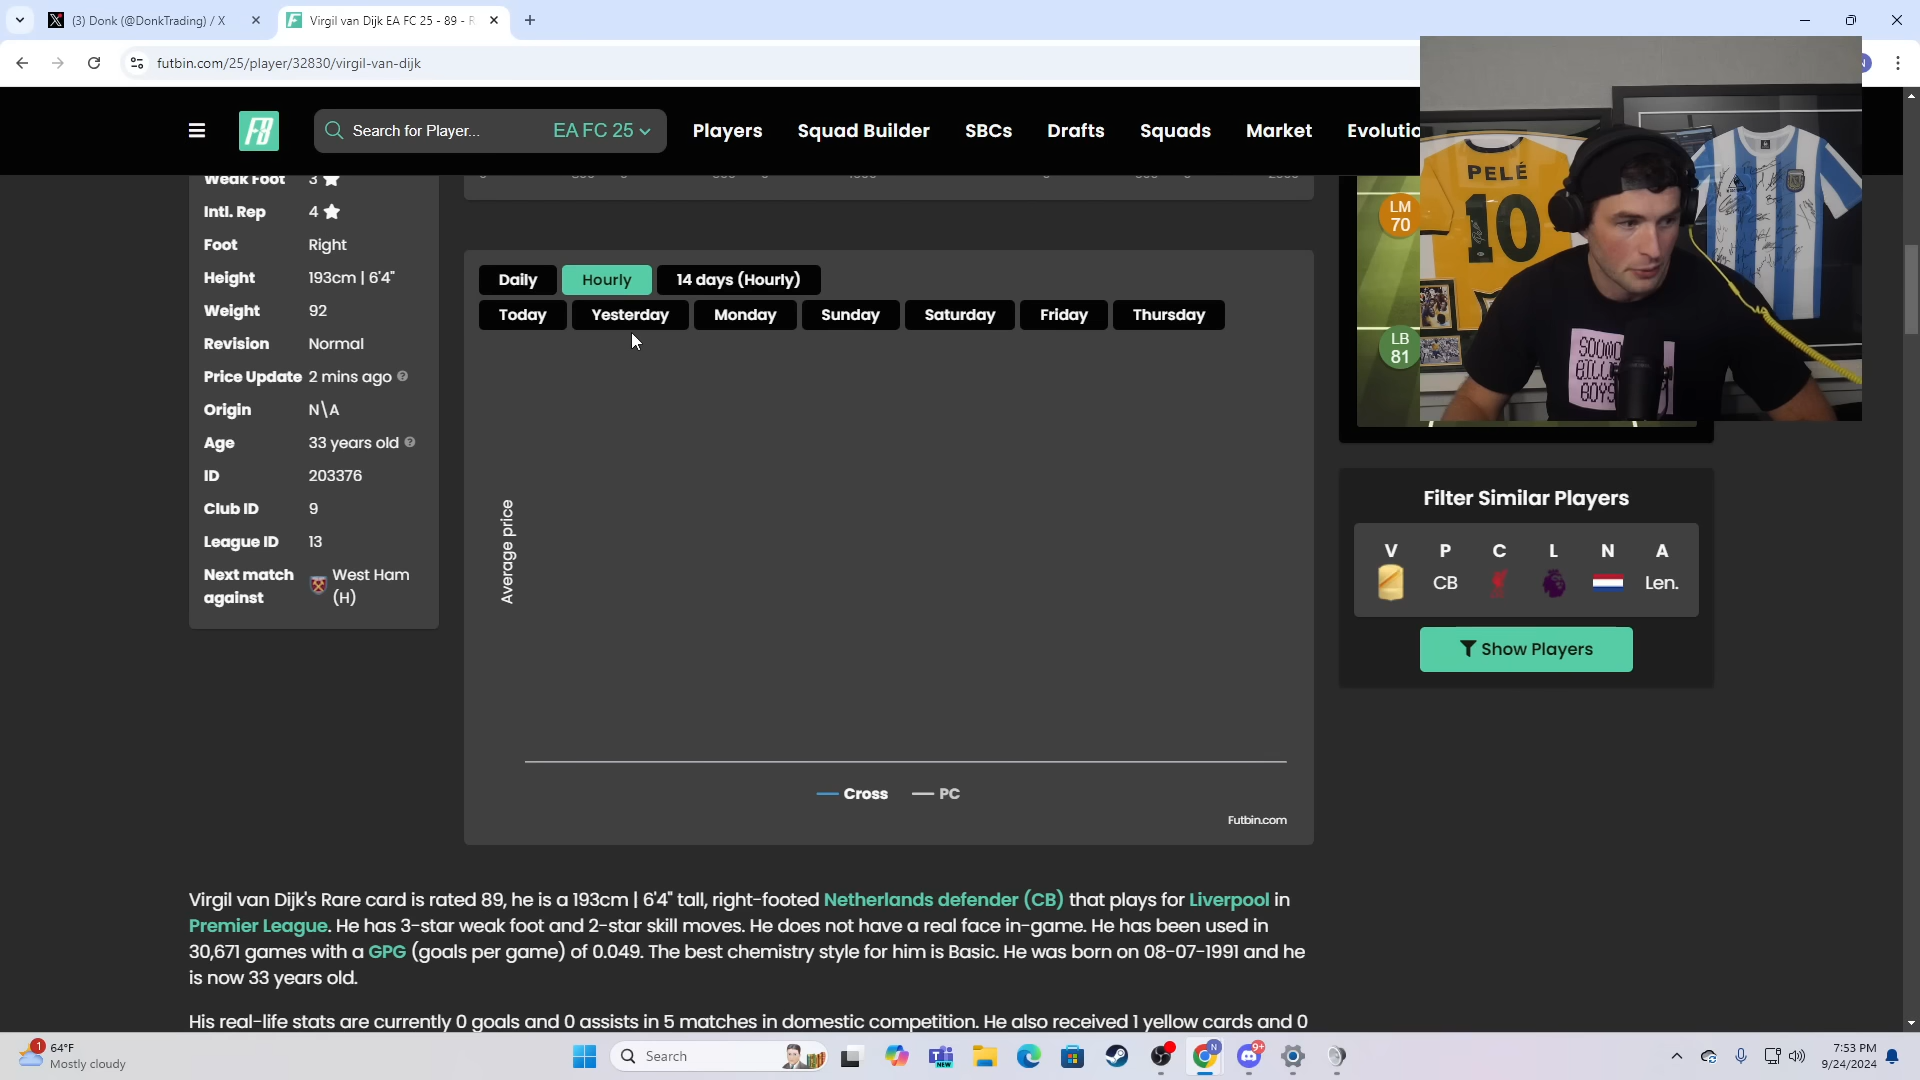 (3) Donk (@DonkTrading) / X
Virgil van Dijk EA FC 25 - 89 - R
futbin.com/25/player/32830/virgil-van-dijk
Search for Player...
EA FC 25
Players
Squad Builder
SBCs
Drafts
Squads
Market
Evolutio
Weak Foot 3
Intl. Rep 4
Foot Right
Height 193cm | 6'4"
Weight 92
Revision Normal
Price Update 2 mins ago
Origin N\A
Age 33 years old
ID 203376
Club ID 9
League ID 13
Next match against West Ham (H)
Daily Hourly 14 days (Hourly)
Today Yesterday Monday Sunday Saturday Friday Thursday
Average price
Cross PC
Futbin.com
LM
70
LB
81
PELÉ
10
Filter Similar Players
V P C L N A
CB Len.
Show Players
Virgil van Dijk's Rare card is rated 89, he is a 193cm | 6'4" tall, right-footed Netherlands defender (CB) that plays for Liverpool in
Premier League. He has 3-star weak foot and 2-star skill moves. He does not have a real face in-game. He has been used in
30,671 games with a GPG (goals per game) of 0.049. The best chemistry style for him is Basic. He was born on 08-07-1991 and he
is now 33 years old.
His real-life stats are currently 0 goals and 0 assists in 5 matches in domestic competition. He also received 1 yellow cards and 0
1
64°F
Mostly cloudy
Search
NEW
N
9+
7:53 PM
9/24/2024